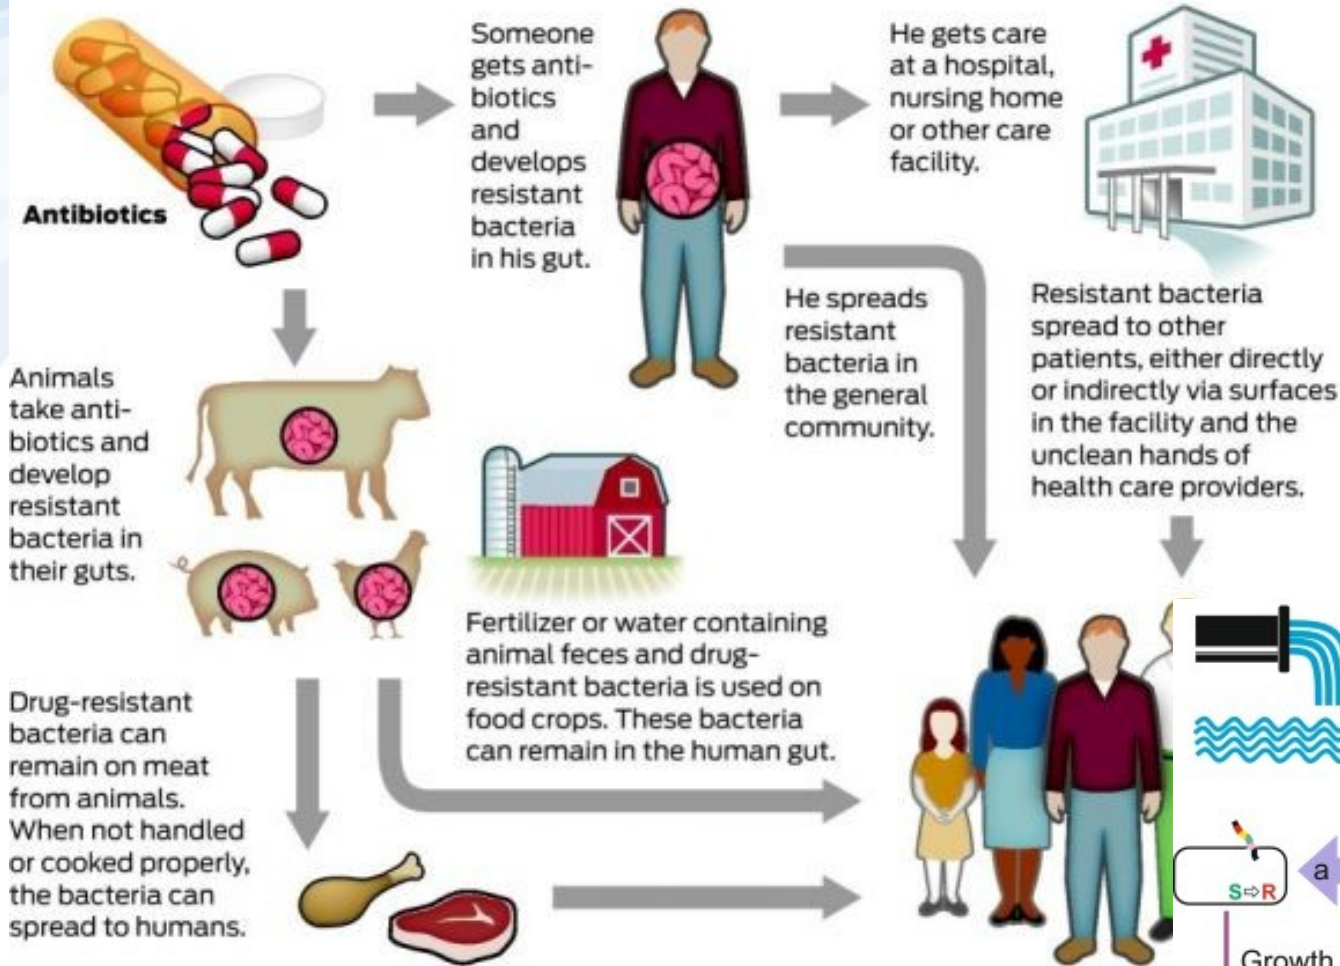 Antibiotics
Someone
gets anti-
biotics
and
develops
resistant
bacteria
in his gut.
He gets care
at a hospital,
nursing home
or other care
facility.
He spreads
resistant
bacteria in
the general
community.
Resistant bacteria
spread to other
patients, either directly
or indirectly via surfaces
in the facility and the
unclean hands of
health care providers.
Animals
take anti-
biotics and
develop
resistant
bacteria in
their guts.
Fertilizer or water containing
animal feces and drug-
resistant bacteria is used on
food crops. These bacteria
can remain in the human gut.
Drug-resistant
bacteria can
remain on meat
from animals.
When not handled
or cooked properly,
the bacteria can
spread to humans.
a
S⇨R
Growth